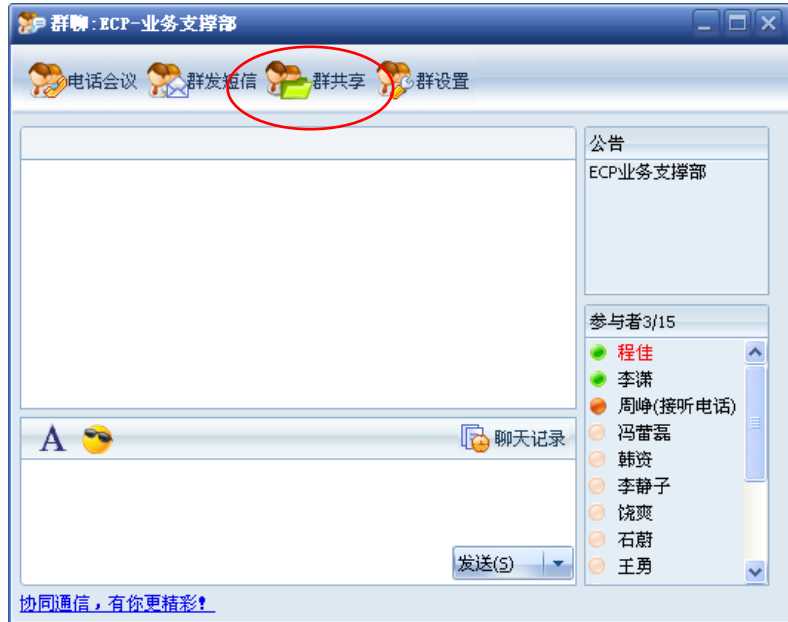 群聊:ECP-业务支撑部
电话会议 群发短信 群共享 群设置
公告
ECP业务支撑部
参与者3/15
程佳
李潇
周峥(接听电话)
冯蕾磊
韩资
李静子
饶爽
石蔚
王勇
A 聊天记录
发送(S)
协同通信，有你更精彩！